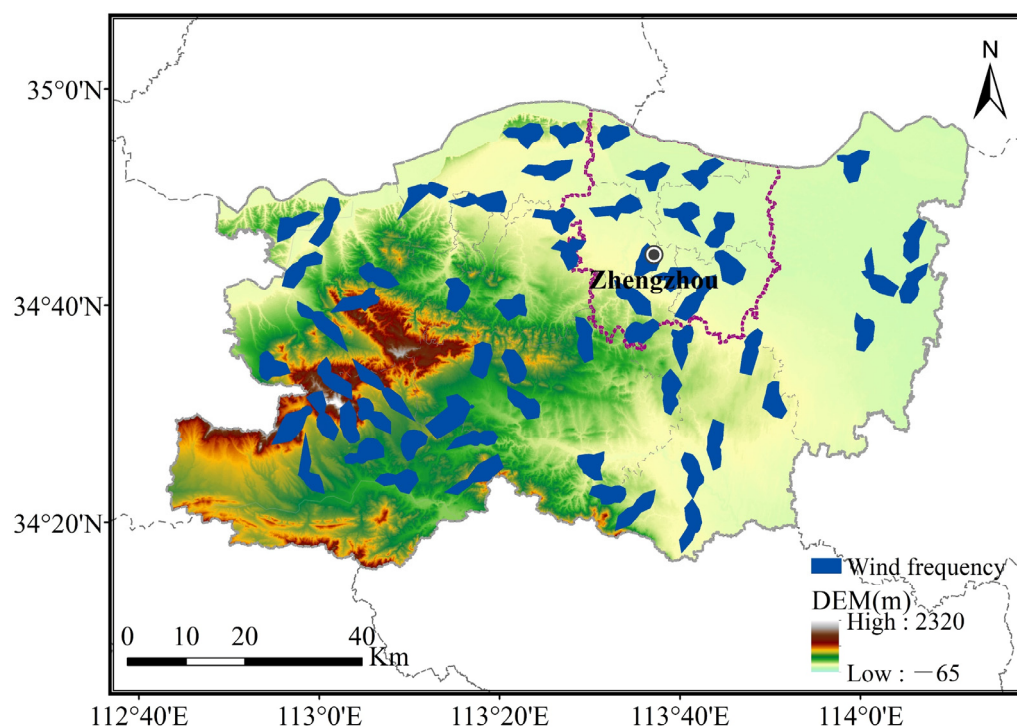 N
35°0'N
34°40'N
34°20'N
Zhengzhou
Wind frequency
DEM(m)
High : 2320
Low : －65
0 10 20 40
Km
112°40'E 113°0'E 113°20'E 113°40'E 114°0'E